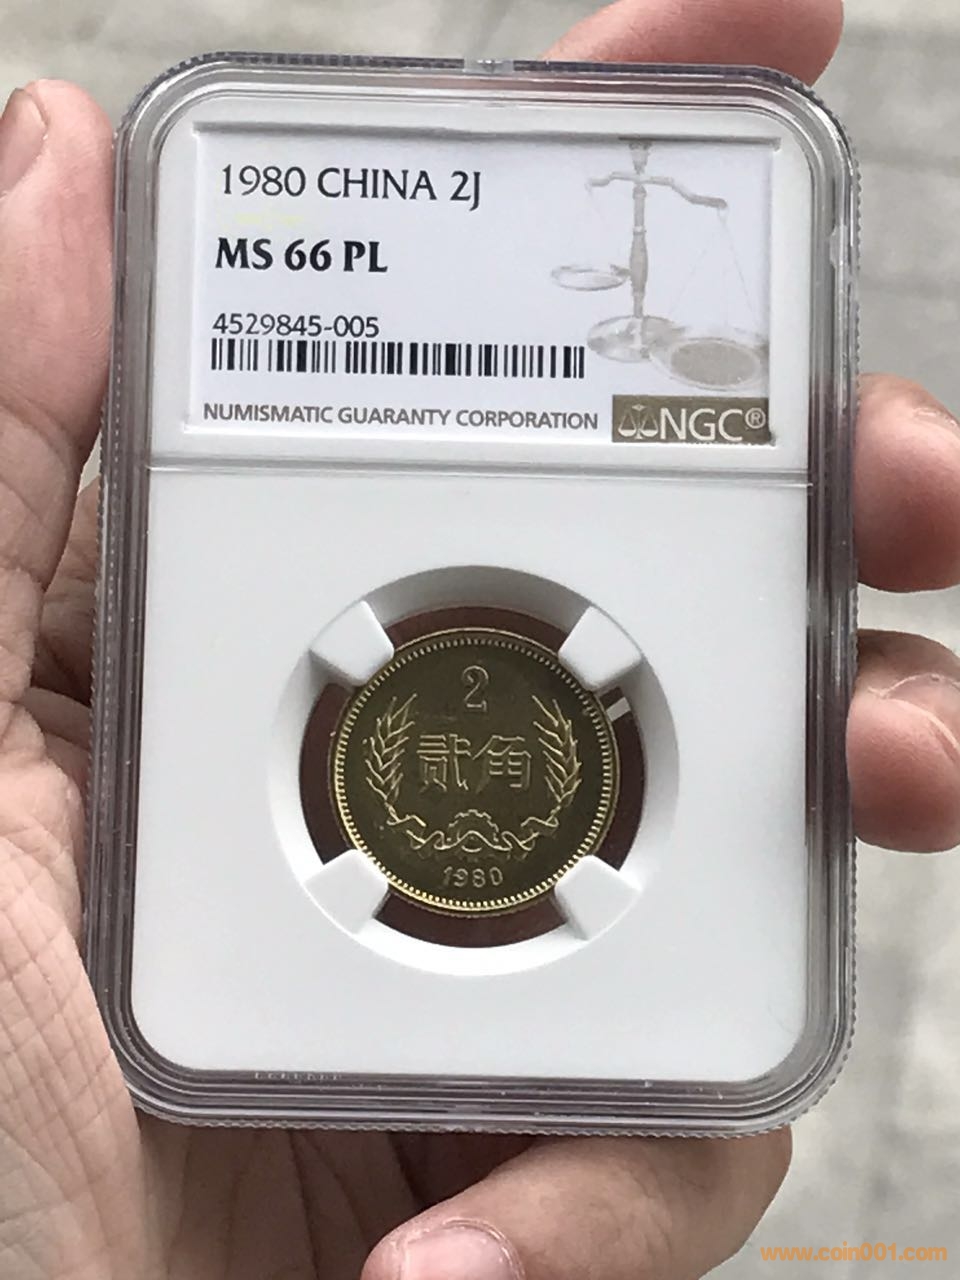 1980 CHINA 2J
MS 66 PL
4529845-005
NUMISMATIC GUARANTY CORPORATION
NGC®
2
贰角
1980
www.coin001.com